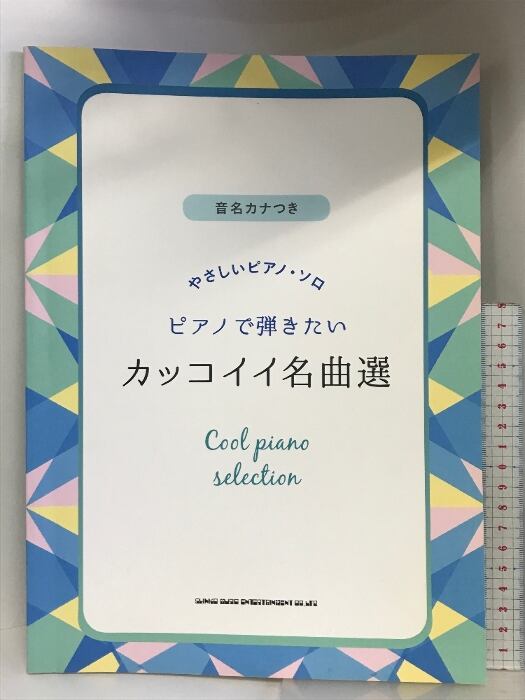 音名カナつき
やさしいピアノ・ソロ
ピアノで弾きたい
カッコイイ名曲選
Cool piano
selection
SHINKO MUSIC ENTERTAINMENT CO.,LTD.